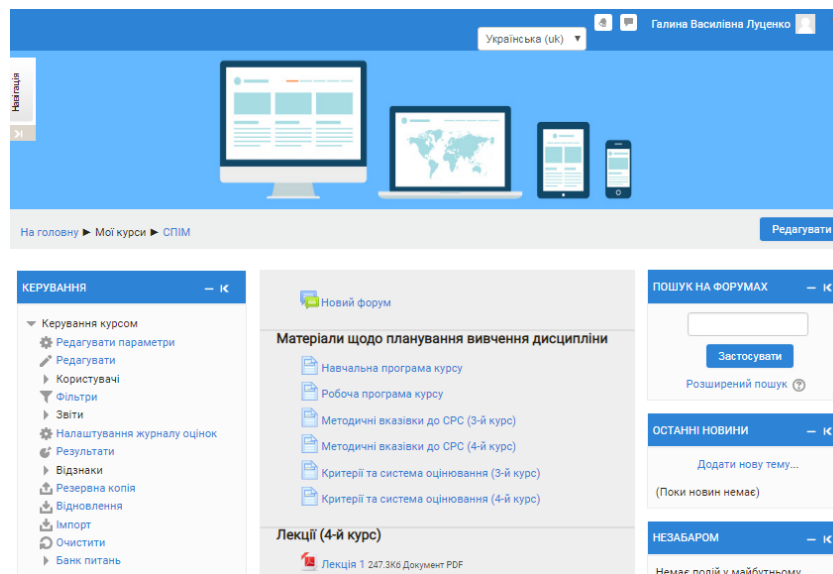 Українська (uk)
Галина Василівна Луценко
Навігація
На головну ► Мої курси ► СПІМ
Редагувати
КЕРУВАННЯ
Керування курсом
Редагувати параметри
Редагувати
Користувачі
Фільтри
Звіти
Налаштування журналу оцінок
Результати
Відзнаки
Резервна копія
Відновлення
Імпорт
Очистити
Банк питань
Новий форум
Матеріали щодо планування вивчення дисципліни
Навчальна програма курсу
Робоча програма курсу
Методичні вказівки до СРС (3-й курс)
Методичні вказівки до СРС (4-й курс)
Критерії та система оцінювання (3-й курс)
Критерії та система оцінювання (4-й курс)
Лекції (4-й курс)
Лекція 1 247.3Кб Документ PDF
ПОШУК НА ФОРУМАХ
Застосувати
Розширений пошук
ОСТАННІ НОВИНИ
Додати нову тему...
(Поки новин немає)
НЕЗАБАРОМ
Немає подій у майбутньому